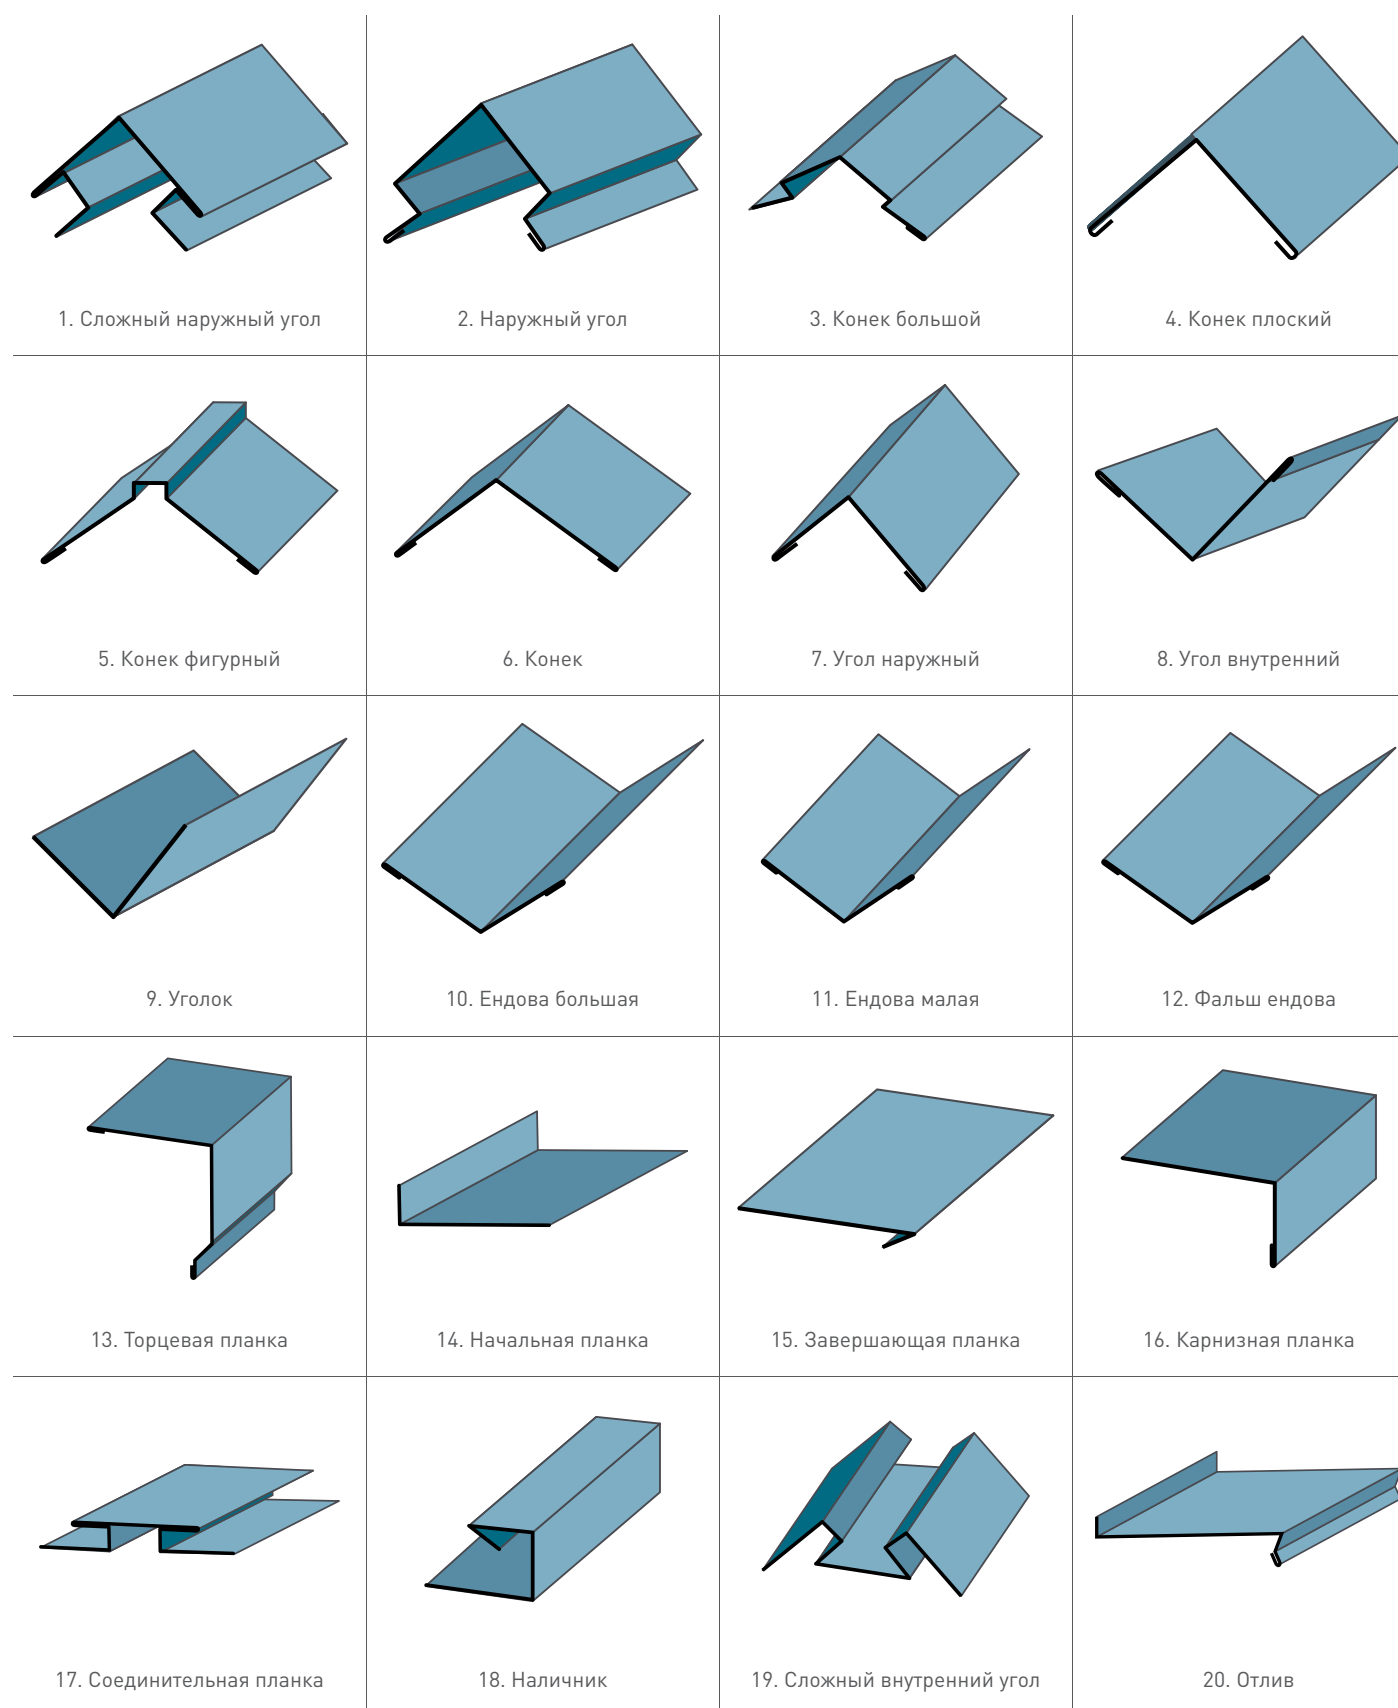 1. Сложный наружный угол
2. Наружный угол
3. Конек большой
4. Конек плоский
5. Конек фигурный
6. Конек
7. Угол наружный
8. Угол внутренний
9. Уголок
10. Ендова большая
11. Ендова малая
12. Фальш ендова
13. Торцевая планка
14. Начальная планка
15. Завершающая планка
16. Карнизная планка
17. Соединительная планка
18. Наличник
19. Сложный внутренний угол
20. Отлив